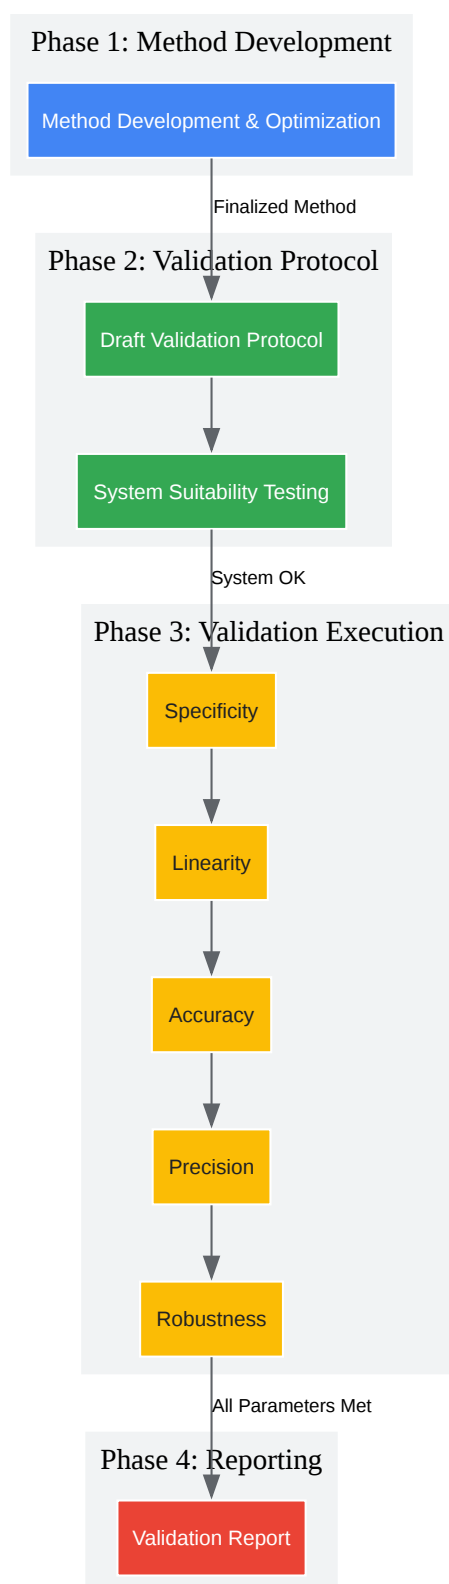 Phase 1: Method Development
Method Development & Optimization
Finalized Method
Phase 2: Validation Protocol
Draft Validation Protocol
System Suitability Testing
System OK
Phase 3: Validation Execution
Specificity
Linearity
Accuracy
Precision
Robustness
All Parameters Met
Phase 4: Reporting
Validation Report